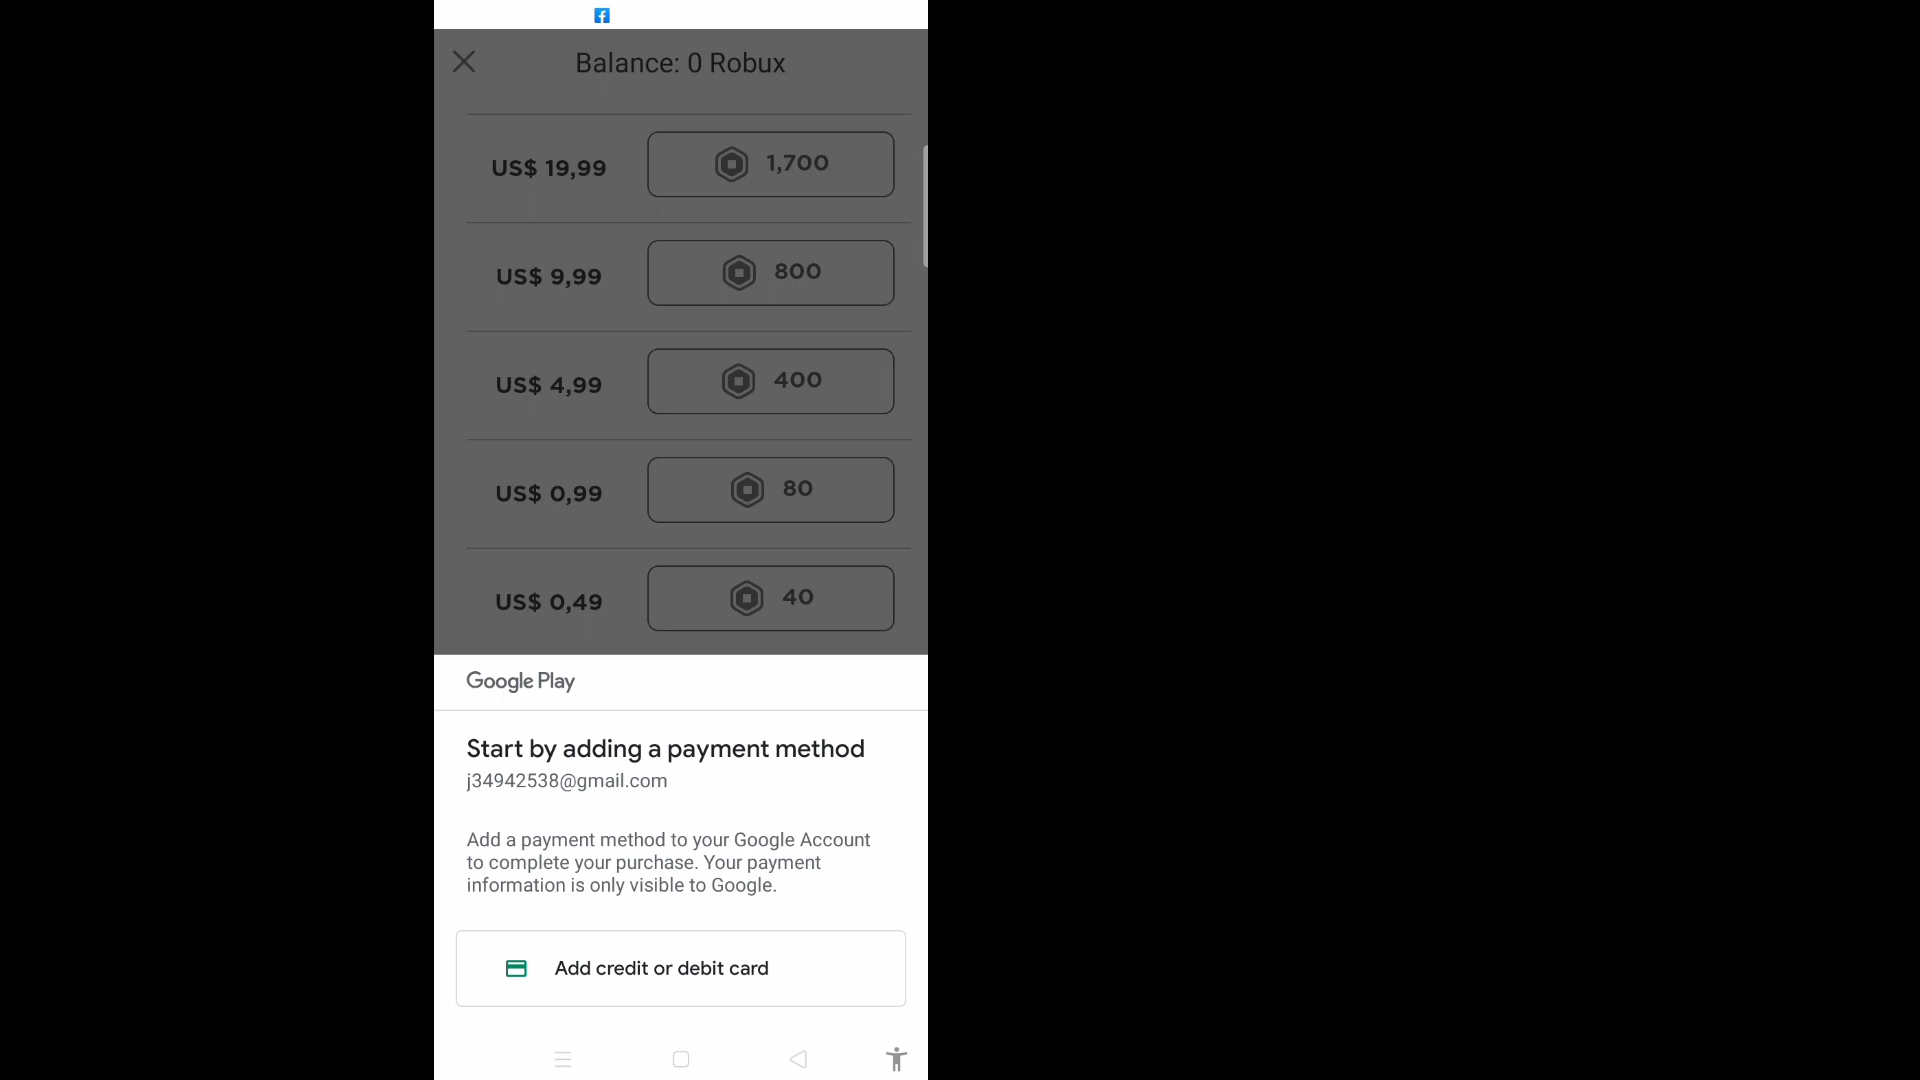 Balance: 0 Robux
US$ 19,99 1,700
US$ 9,99 800
US$ 4,99 400
US$ 0,99 80
US$ 0,49 40
Google Play
Start by adding a payment method
j34942538@gmail.com
Add a payment method to your Google Account
to complete your purchase. Your payment
information is only visible to Google.
Add credit or debit card